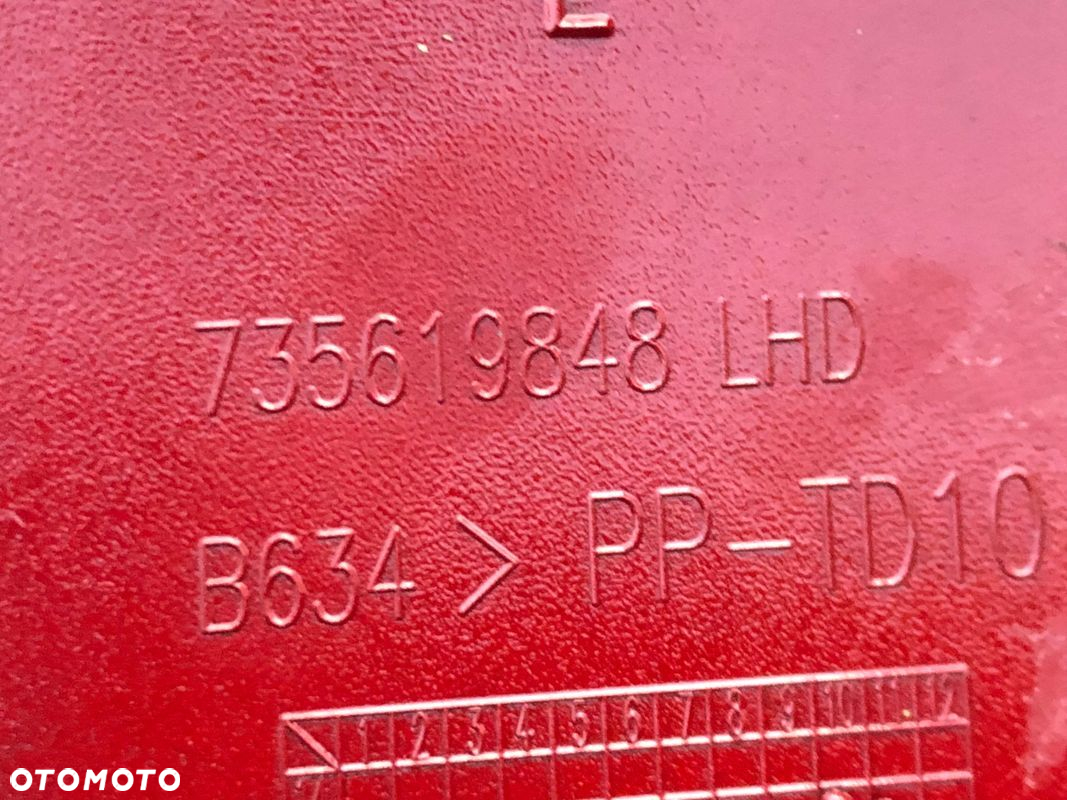 735619848 LHD
B634 > PP-TD10
1 2 3 4 5 6 7 8 9 10 11 12
OTOMOTO